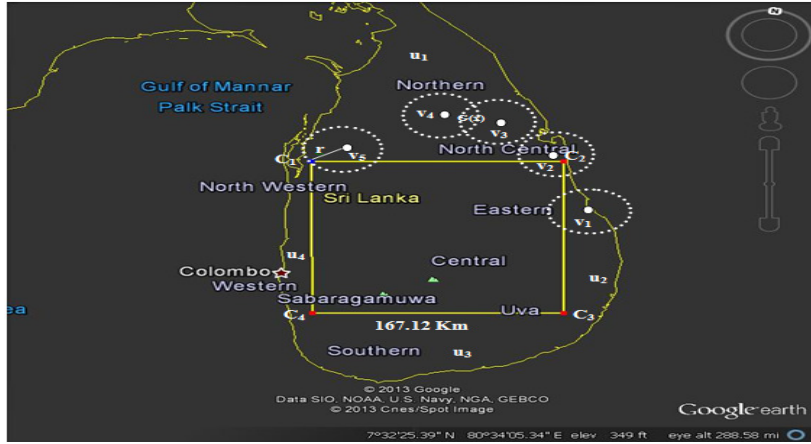 N
u1
Gulf of Mannar
Palk Strait
Northern
v4
v3
C1
r
v5
North Central
v2
C2
North Western
Sri Lanka
Eastern
v1
u4
Colombo
Western
Central
u2
Sabaragamuwa
ea
C4
Uva
C3
167.12 Km
Southern
u3
© 2013 Google
Data SIO, NOAA, U.S. Navy, NGA, GEBCO
© 2013 Cnes/Spot Image
Google earth
7°32'25.39" N 80°34'05.34" E elev 349 ft eye alt 288.58 mi